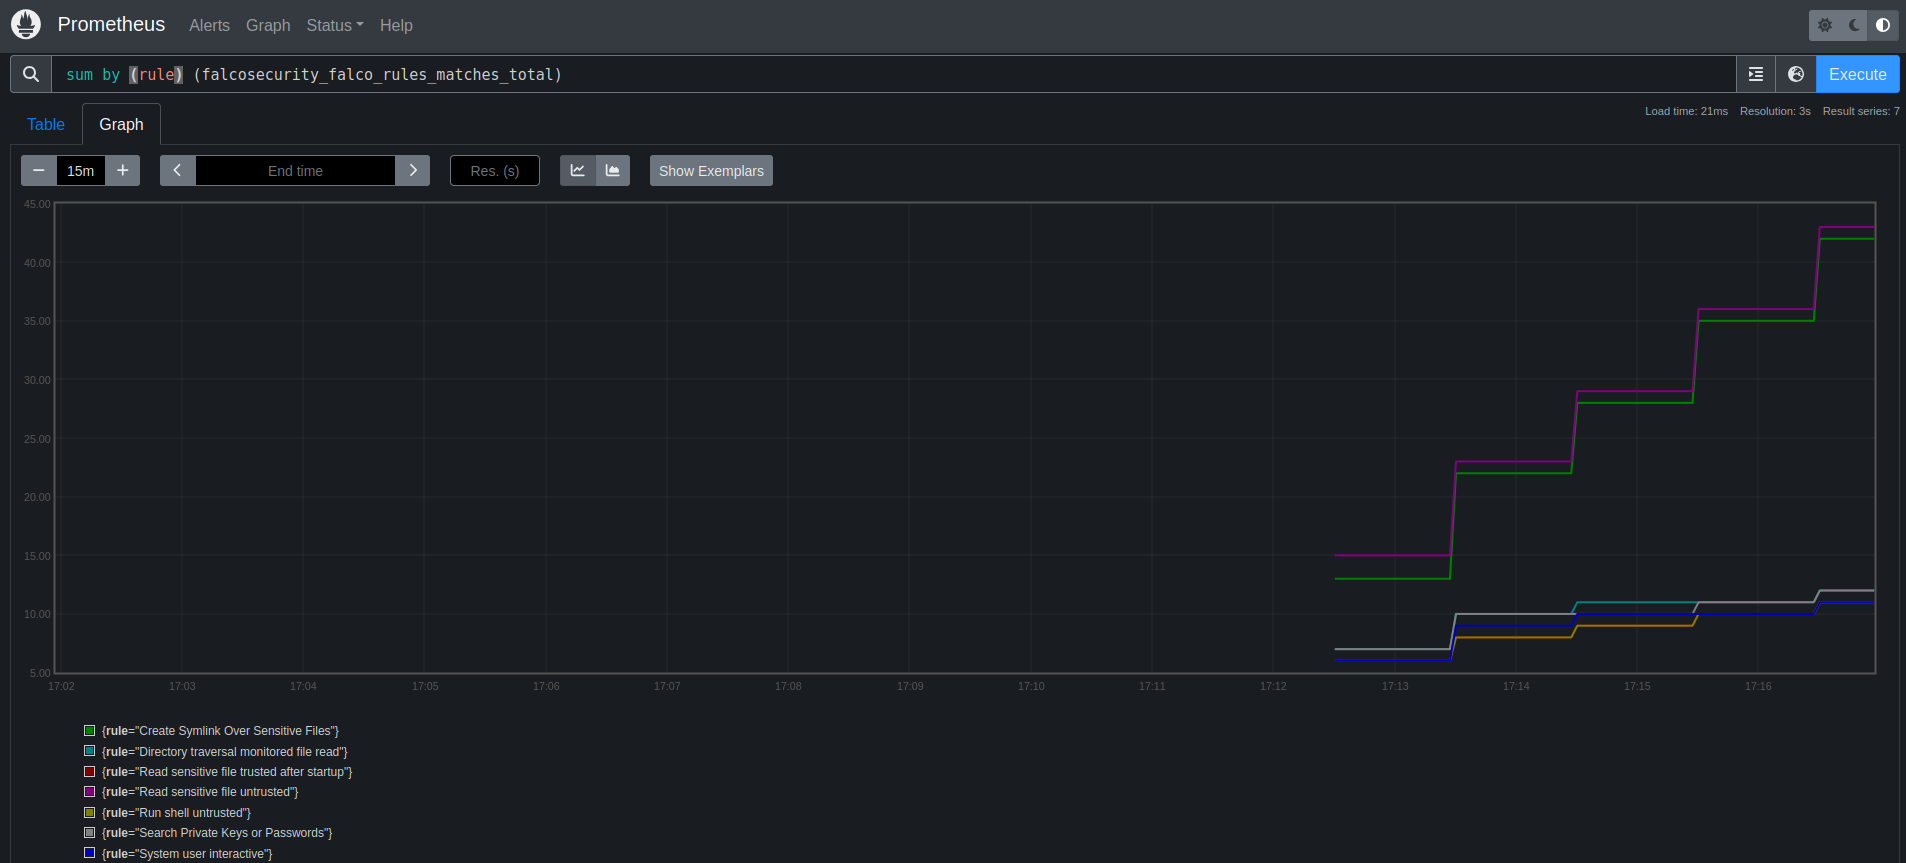 Prometheus Alerts Graph Status Help
sum by (rule) (falcosecurity_falco_rules_matches_total)
Execute
Table Graph
Load time: 21ms Resolution: 3s Result series: 7
− 15m + End time Res. (s) Show Exemplars
45.00
40.00
35.00
30.00
25.00
20.00
15.00
10.00
5.00
17:02 17:03 17:04 17:05 17:06 17:07 17:08 17:09 17:10 17:11 17:12 17:13 17:14 17:15 17:16
{rule="Create Symlink Over Sensitive Files"}
{rule="Directory traversal monitored file read"}
{rule="Read sensitive file trusted after startup"}
{rule="Read sensitive file untrusted"}
{rule="Run shell untrusted"}
{rule="Search Private Keys or Passwords"}
{rule="System user interactive"}